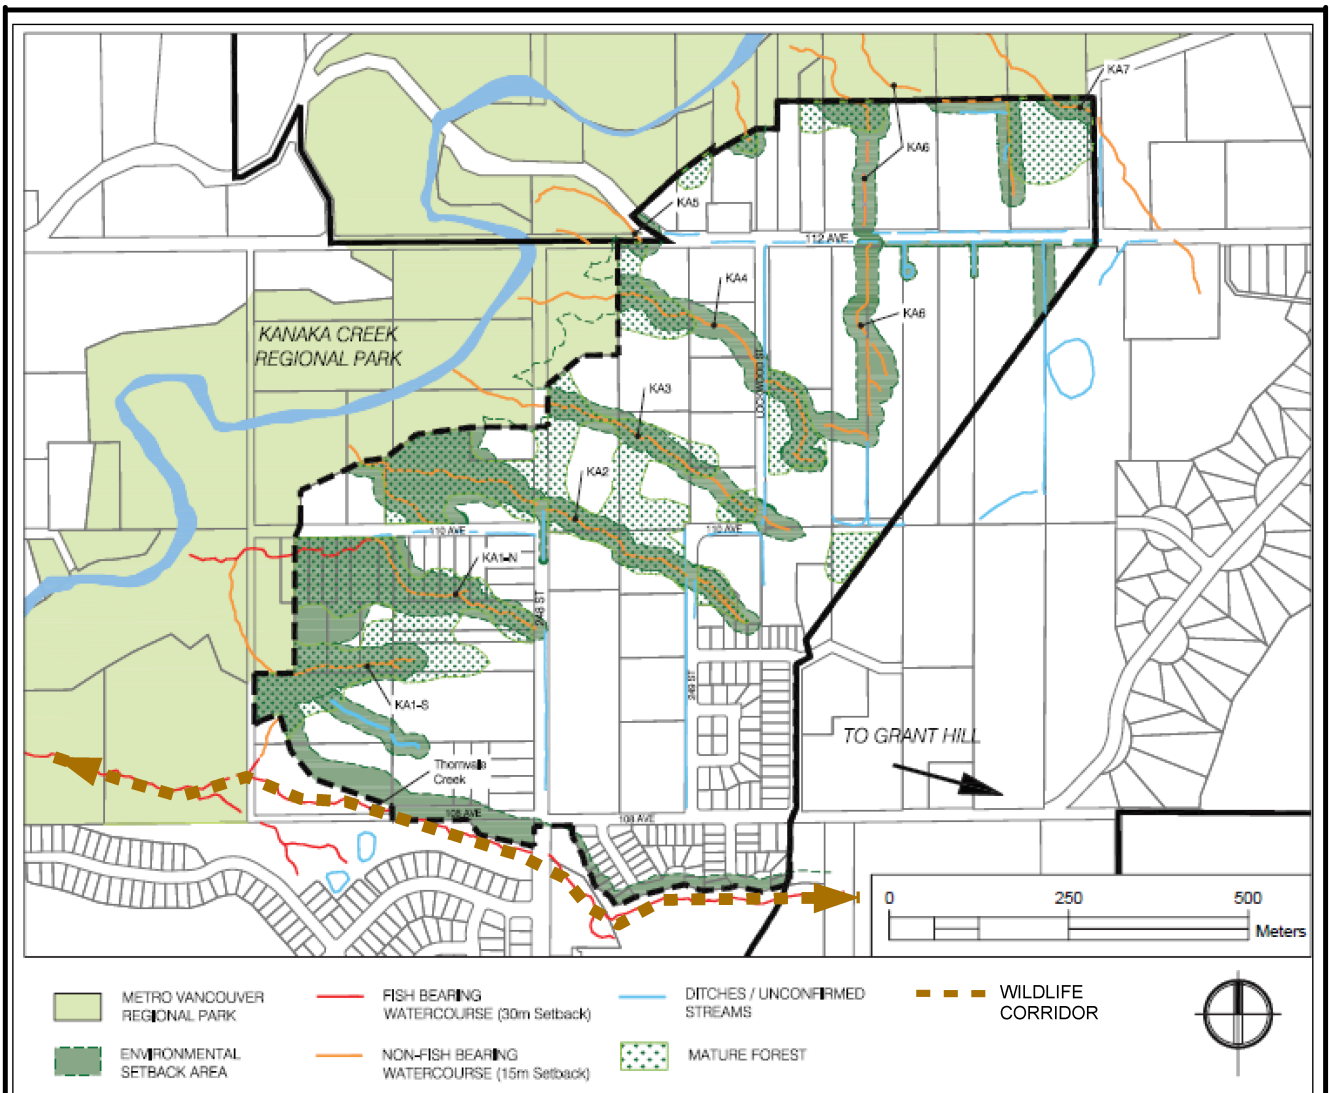 KA7
KA6
KA5
112 AVE
KA4
KA6
KANAKA CREEK
REGIONAL PARK
LOCKWOOD ST
KA3
KA2
110 AVE
110 AVE
KA1-N
248 ST
KA1-S
249 ST
TO GRANT HILL
Thornvale
Creek
108 AVE
108 AVE
0 250 500
Meters
METRO VANCOUVER
REGIONAL PARK
FISH BEARING
WATERCOURSE (30m Setback)
DITCHES / UNCONFIRMED
STREAMS
WILDLIFE
CORRIDOR
ENVIRONMENTAL
SETBACK AREA
NON-FISH BEARING
WATERCOURSE (15m Setback)
MATURE FOREST